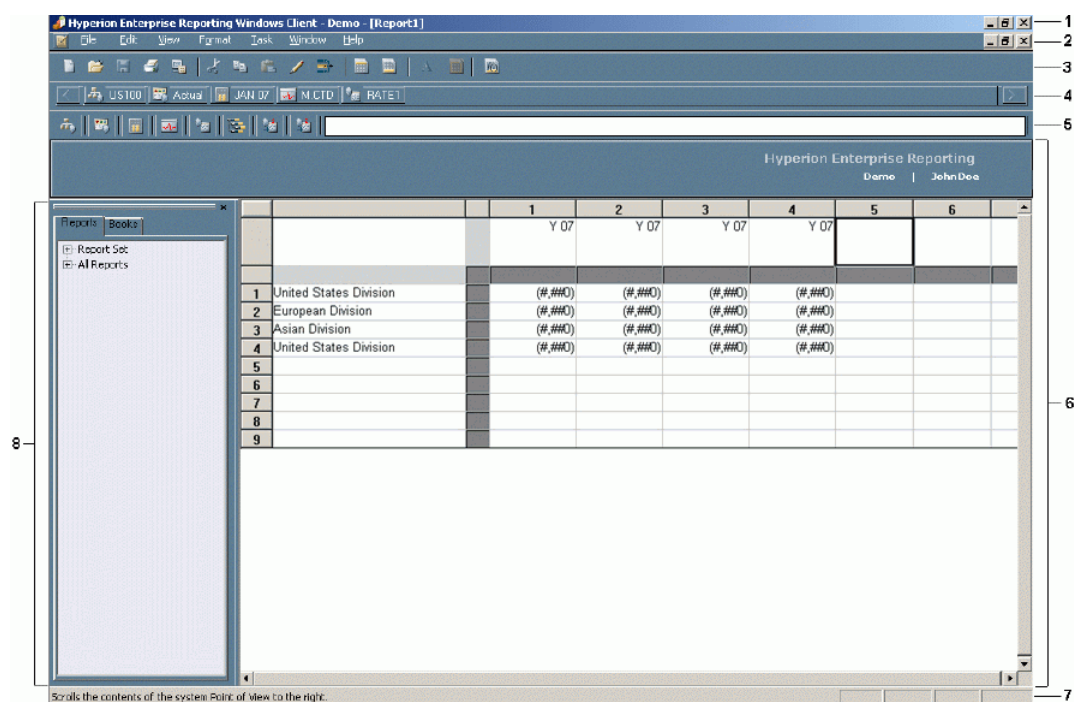 Hyperion Enterprise Reporting Windows Client - Demo - [Report1] 1
File Edit View Format Task Window Help 2
3
US100 Actual JAN 07 M CTD RATE1 4
5
Hyperion Enterprise Reporting
Demo | JohnDoe
Reports Books
Report Set
All Reports
1 2 3 4 5 6
Y 07 Y 07 Y 07 Y 07
1 United States Division (#,##0) (#,##0) (#,##0) (#,##0)
2 European Division (#,##0) (#,##0) (#,##0) (#,##0)
3 Asian Division (#,##0) (#,##0) (#,##0) (#,##0)
4 United States Division (#,##0) (#,##0) (#,##0) (#,##0)
5
6
7
8
9
6
8
Scrolls the contents of the system Point of View to the right. 7